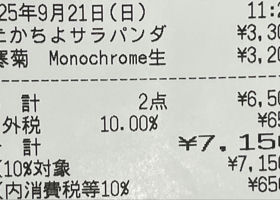 25年9月21日(日) 11:2
たかちよサラパンダ ¥3,30
寒菊 Monochrome生 ¥3,20
計 2点 ¥6,50
外税 10.00% ¥65
計 ¥7,150
(10%対象 ¥7,150
(内消費税等10% ¥650